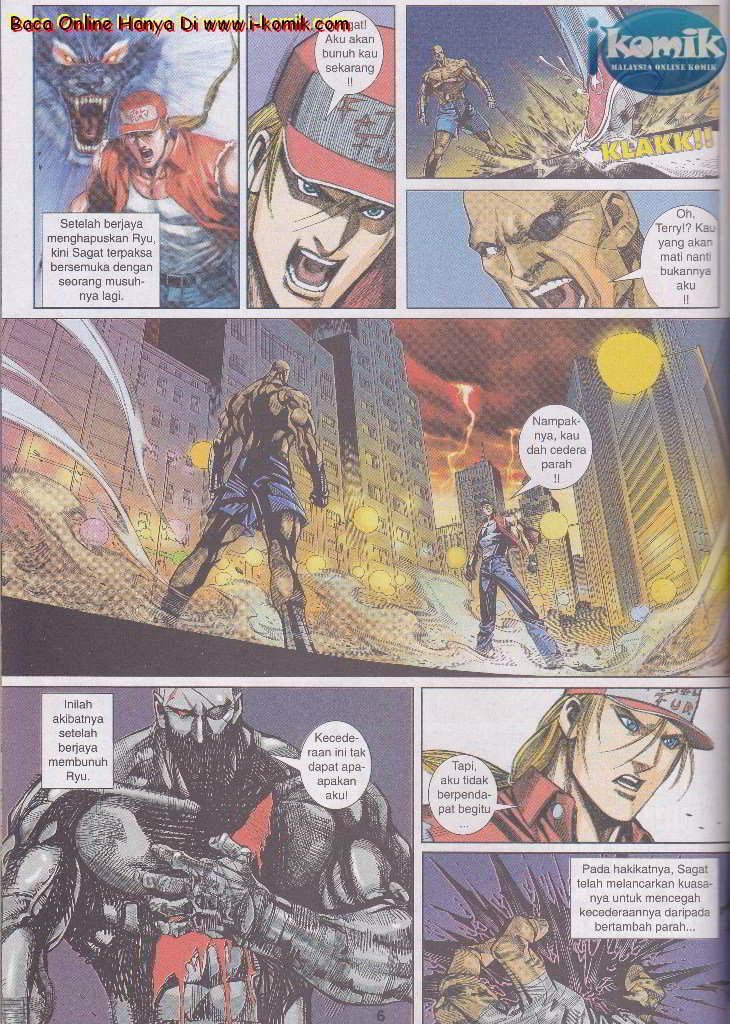 Baca Online Hanya Di www.i-komik.com
ikomik
MALAYSIA ONLINE KOMIK
Setelah berjaya
menghapuskan Ryu,
kini Sagat terpaksa
bersemuka dengan
seorang musuh-
nya lagi.
Aku akan
bunuh kau
sekarang
!!
KLAKK!!
Oh,
Terry!? Kau
yang akan
mati nanti
bukannya
aku
!!
Nampak-
nya, kau
dah cedera
parah
!!
Inilah
akibatnya
setelah
berjaya
membunuh
Ryu.
Kecede-
raan ini tak
dapat apa-
apakan
aku!
Tapi,
aku tidak
berpenda-
pat begitu
...
Pada hakikatnya, Sagat
telah melancarkan kuasa-
nya untuk mencegah
kecederaannya daripada
bertambah parah...
6